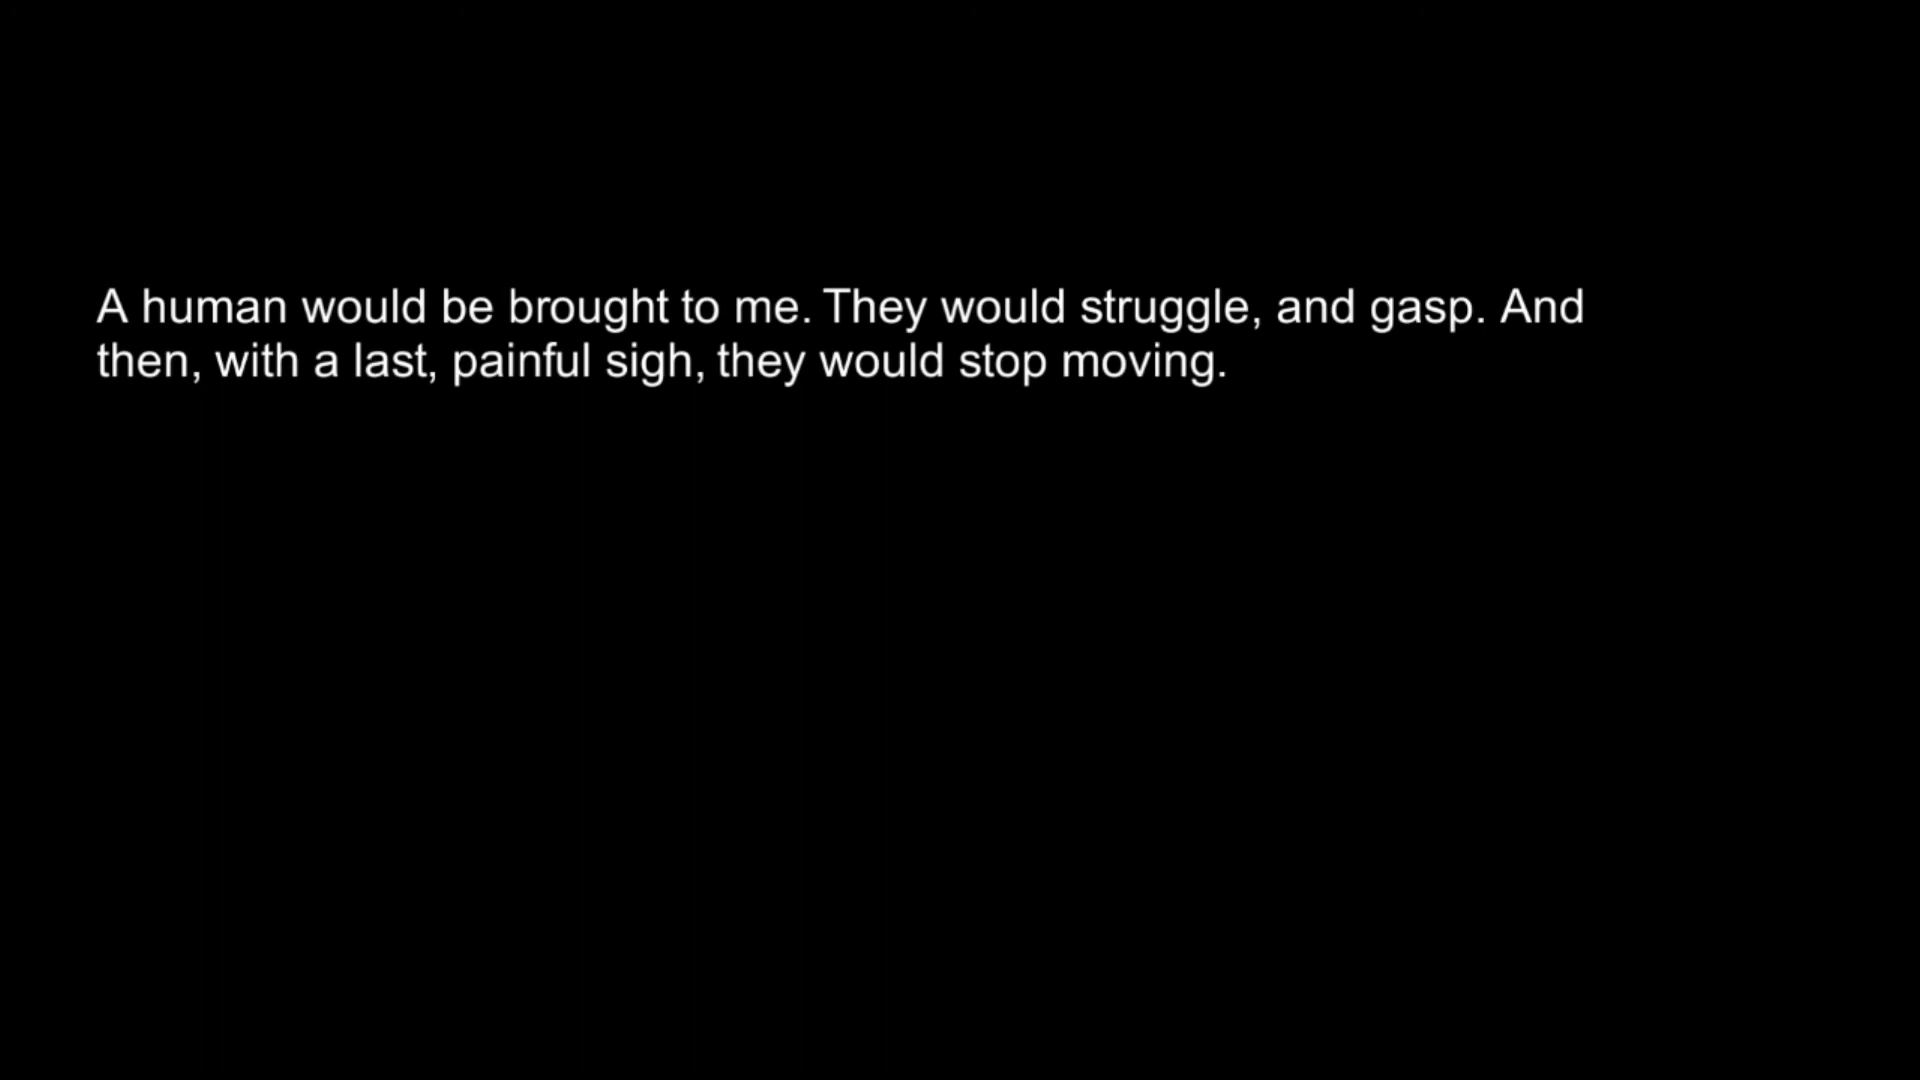 A human would be brought to me. They would struggle, and gasp. And
then, with a last, painful sigh, they would stop moving.